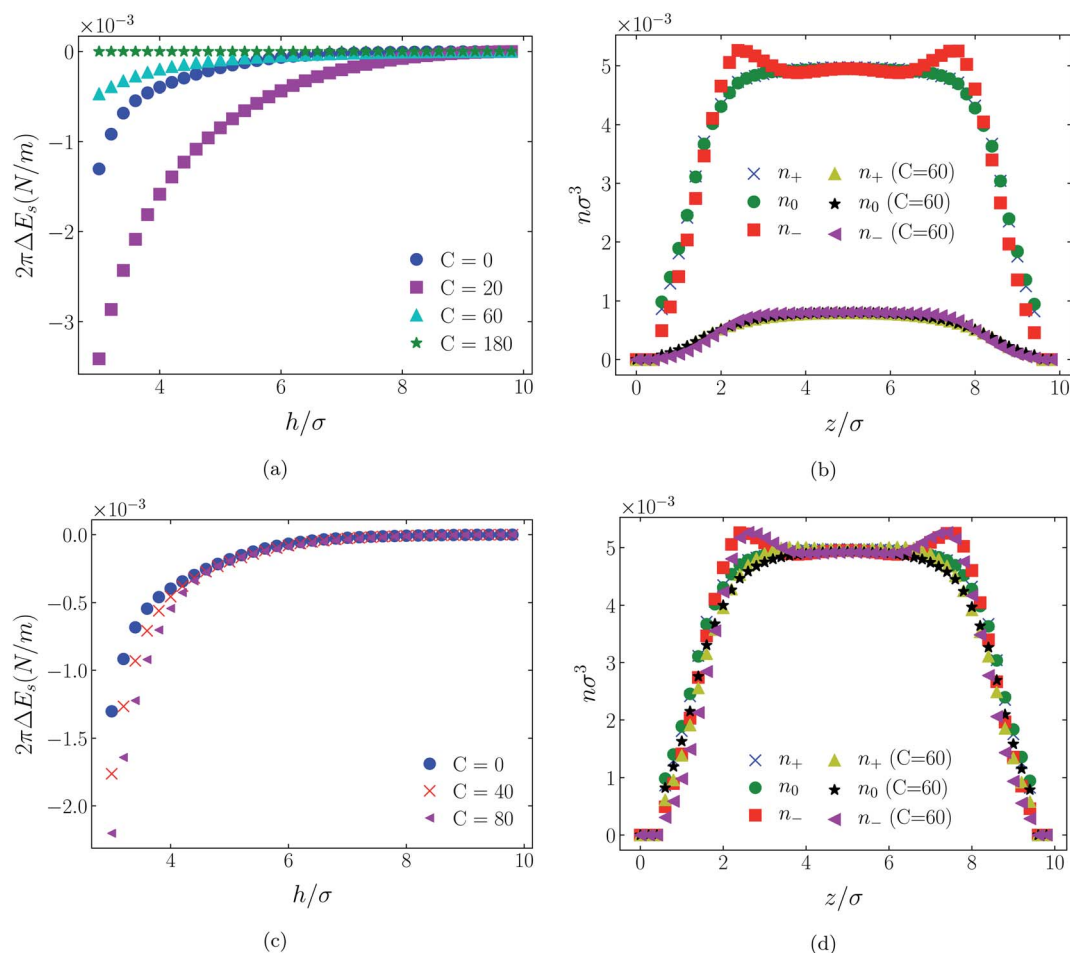 ×10⁻³
0
−1
−2
−3
2πΔE_s(N/m)
C = 0
C = 20
C = 60
C = 180
4 6 8 10
h/σ
(a)
×10⁻³
5
4
3
2
1
0
nσ³
n₊
n₀
n₋
n₊ (C=60)
n₀ (C=60)
n₋ (C=60)
0 2 4 6 8 10
z/σ
(b)
×10⁻³
0.0
−0.5
−1.0
−1.5
−2.0
2πΔE_s(N/m)
C = 0
C = 40
C = 80
4 6 8 10
h/σ
(c)
×10⁻³
5
4
3
2
1
0
nσ³
n₊
n₀
n₋
n₊ (C=60)
n₀ (C=60)
n₋ (C=60)
0 2 4 6 8 10
z/σ
(d)